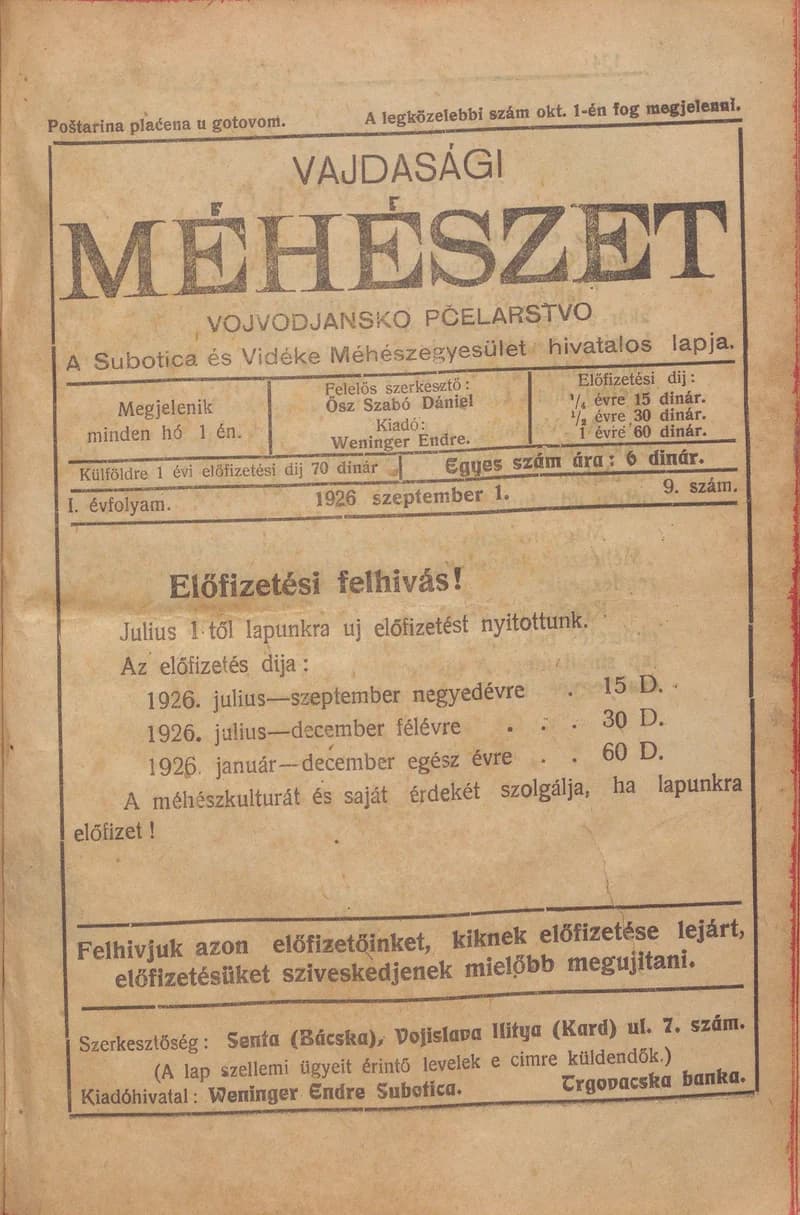 Poštarina plaćena u gotovom.
A legközelebbi szám okt. 1-én fog megjelenni.
VAJDASÁGI
MÉHÉSZET
VOJVODJANSKO PČELARSTVO
A Subotica és Vidéke Méhészegyesület hivatalos lapja.
Megjelenik
minden hó 1 én.
Felelős szerkesztő:
Ősz Szabó Dániel
Kiadó:
Weninger Endre.
Előfizetési dij:
¼ évre 15 dinár.
½ évre 30 dinár.
1 évre 60 dinár.
Külföldre 1 évi előfizetési dij 70 dinár
Egyes szám ára: 6 dinár.
I. évfolyam.
1926 szeptember 1.
9. szám.
Előfizetési felhivás!
Julius 1-től lapunkra uj előfizetést nyitottunk.
Az előfizetés dija:
1926. julius—szeptember negyedévre . 15 D.
1926. julius—december félévre . . . 30 D.
1926. január—december egész évre . . 60 D.
A méhészkulturát és saját érdekét szolgálja, ha lapunkra
előfizet!
Felhivjuk azon előfizetőinket, kiknek előfizetése lejárt,
előfizetésüket sziveskedjenek mielőbb megujitani.
Szerkesztőség: Senta (Bácska), Vojislava Ilitya (Kard) ul. 7. szám.
(A lap szellemi ügyeit érintő levelek e cimre küldendők.)
Kiadóhivatal: Weninger Endre Subotica. Trgovacska banka.